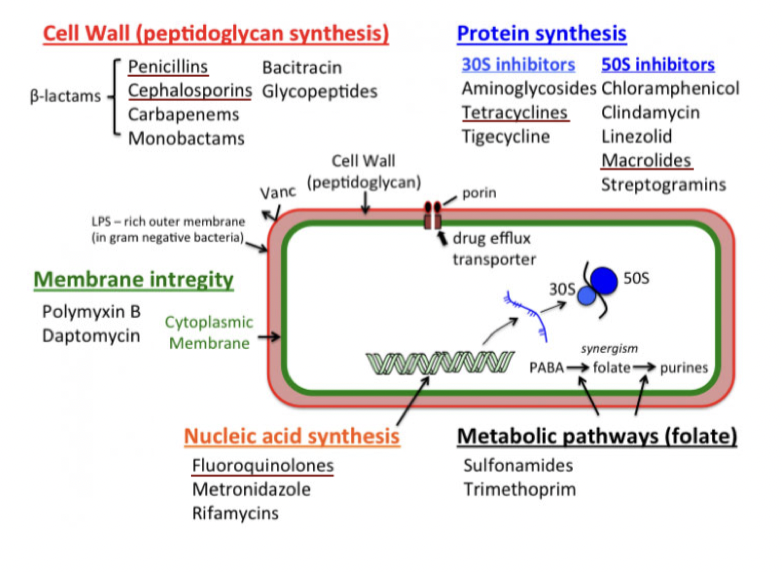 Cell Wall (peptidoglycan synthesis)
β-lactams
Penicillins
Cephalosporins
Carbapenems
Monobactams
Bacitracin
Glycopeptides
Protein synthesis
30S inhibitors
Aminoglycosides
Tetracyclines
Tigecycline
50S inhibitors
Chloramphenicol
Clindamycin
Linezolid
Macrolides
Streptogramins
Cell Wall
(peptidoglycan)
Vanc
porin
LPS – rich outer membrane
(in gram negative bacteria)
drug efflux
transporter
Membrane intregity
Polymyxin B
Daptomycin
Cytoplasmic
Membrane
30S
50S
synergism
PABA
folate
purines
Nucleic acid synthesis
Fluoroquinolones
Metronidazole
Rifamycins
Metabolic pathways (folate)
Sulfonamides
Trimethoprim